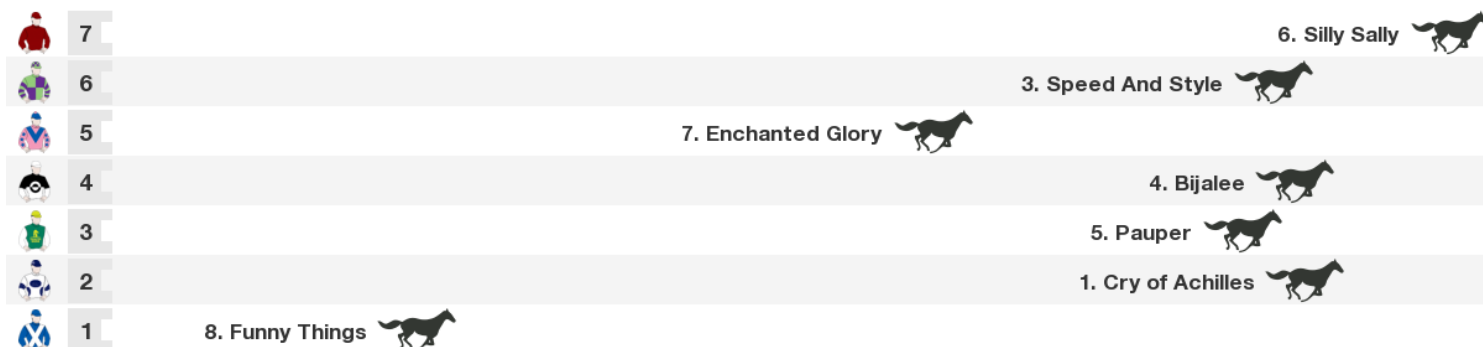 7 6. Silly Sally
6 3. Speed And Style
5 7. Enchanted Glory
4 4. Bijalee
3 5. Pauper
2 1. Cry of Achilles
1 8. Funny Things